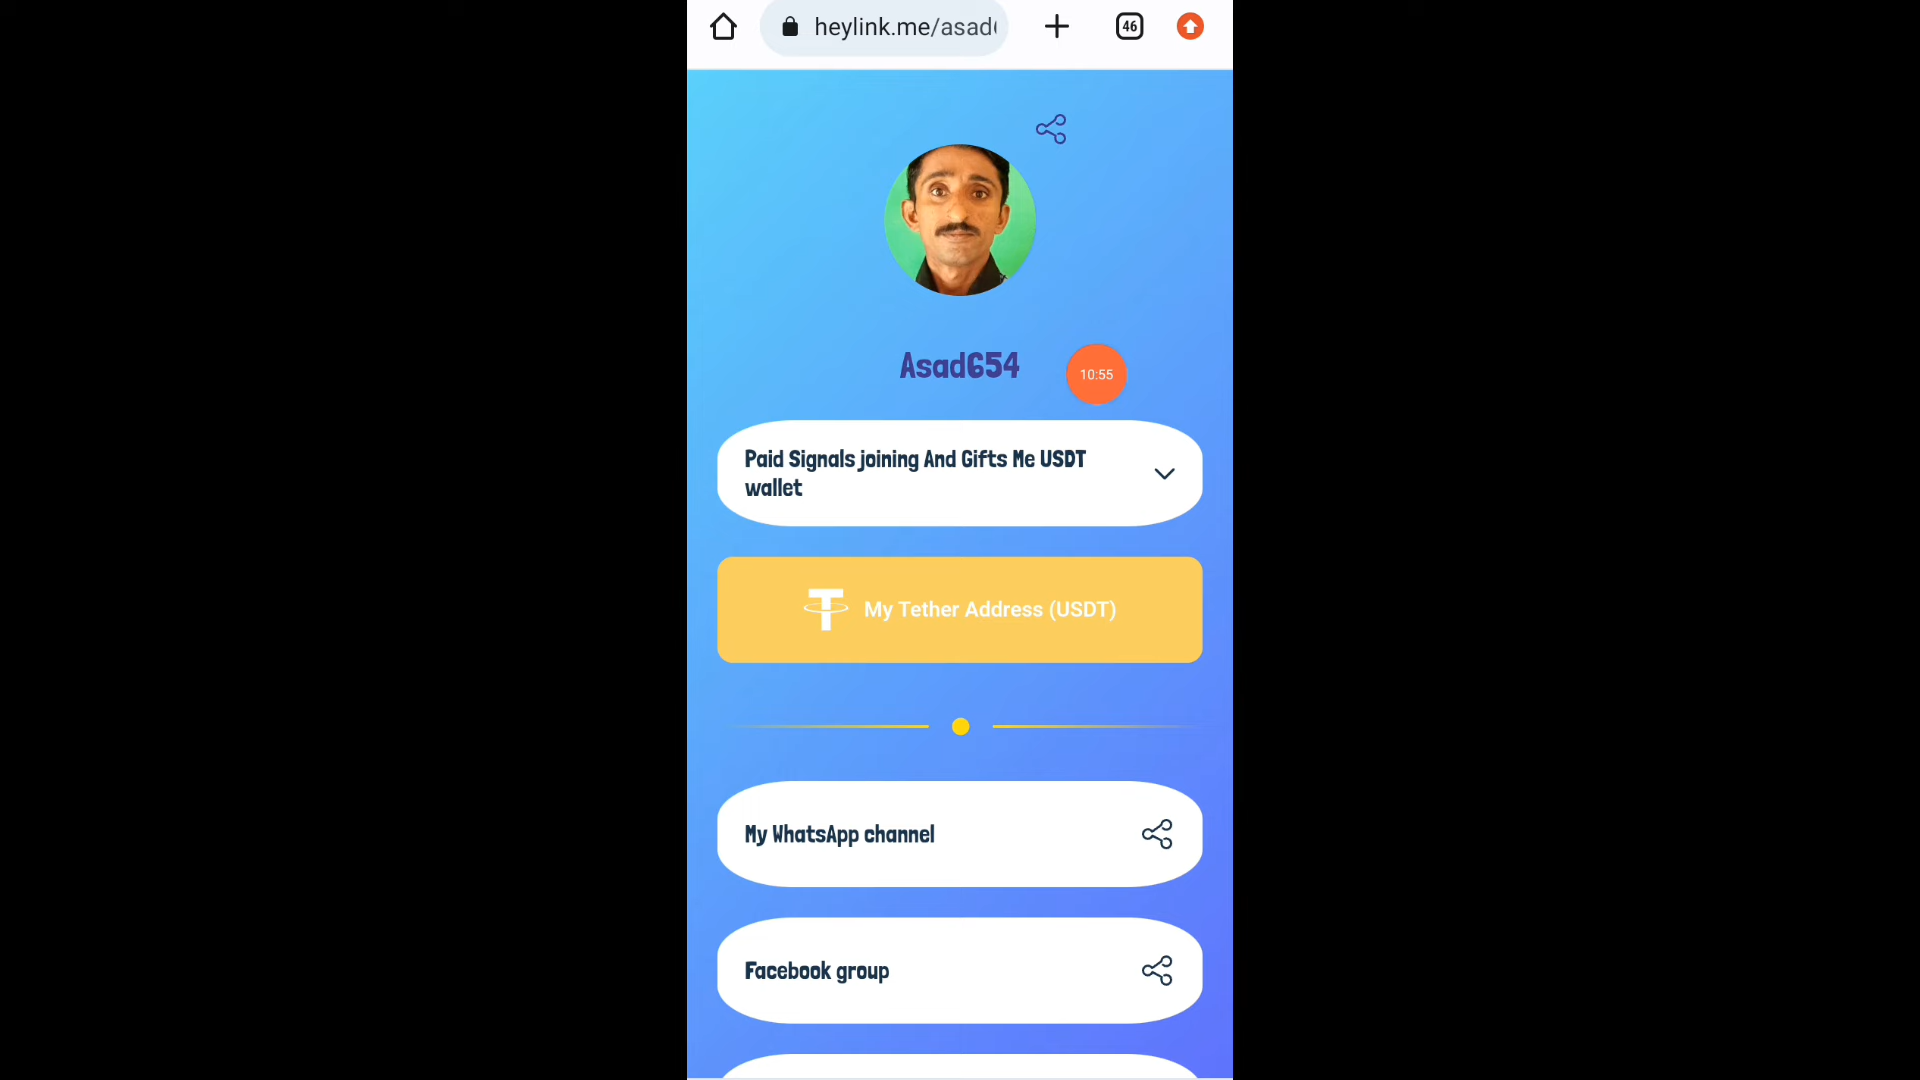 heylink.me/asad
46
Asad654
10:55
Paid Signals joining And Gifts Me USDT
wallet
My Tether Address (USDT)
My WhatsApp channel
Facebook group